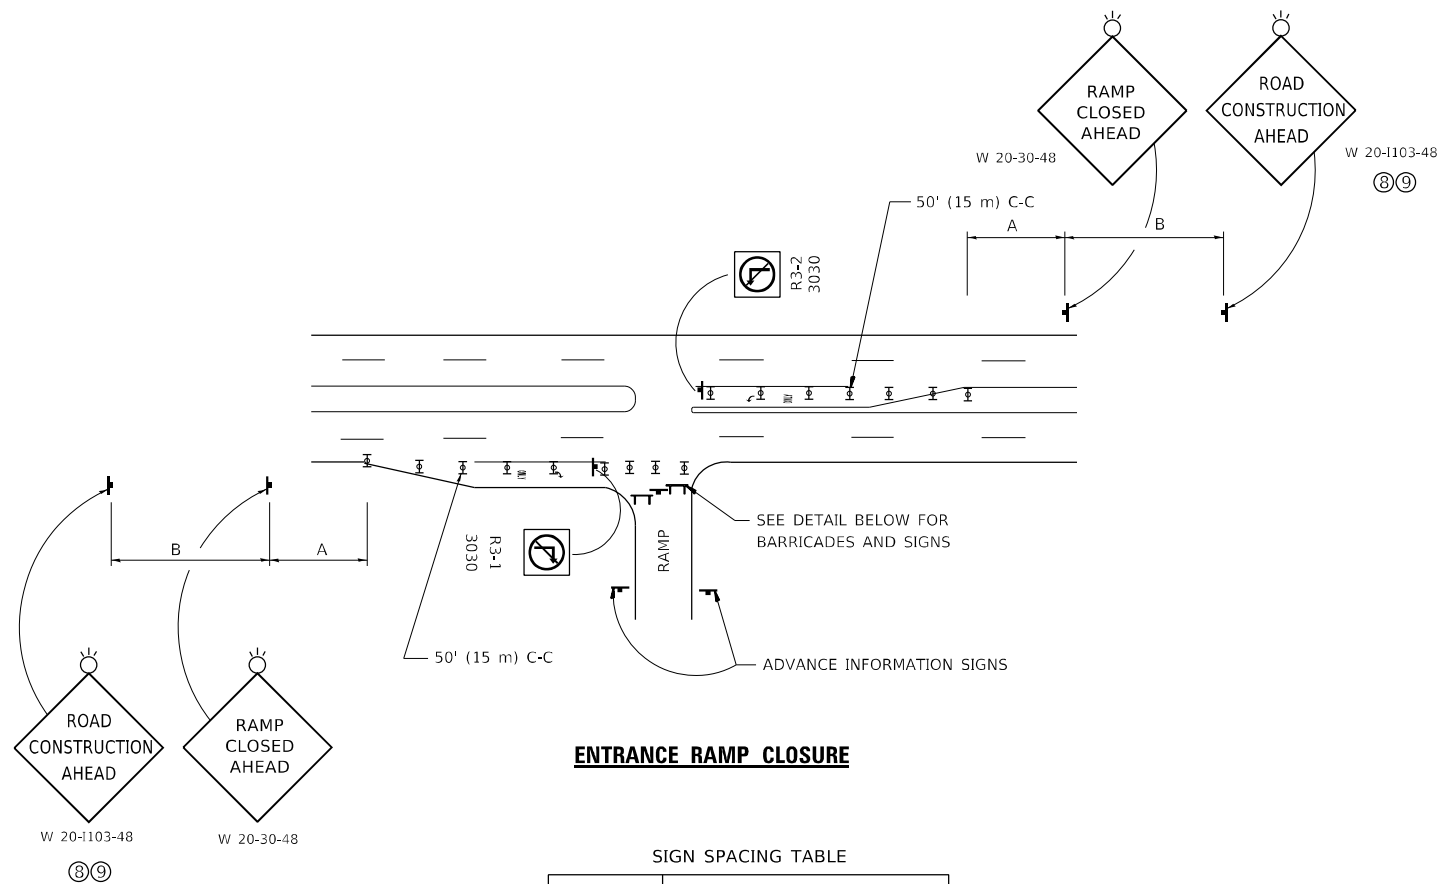 RAMP
CLOSED
AHEAD
W 20-30-48
ROAD
CONSTRUCTION
AHEAD
W 20-I103-48
⑧⑨
50' (15 m) C-C
A
B
R3-2
3030
SEE DETAIL BELOW FOR
BARRICADES AND SIGNS
RAMP
R3-1
3030
B
A
50' (15 m) C-C
ADVANCE INFORMATION SIGNS
ROAD
CONSTRUCTION
AHEAD
W 20-I103-48
⑧⑨
RAMP
CLOSED
AHEAD
W 20-30-48
ENTRANCE RAMP CLOSURE
SIGN SPACING TABLE